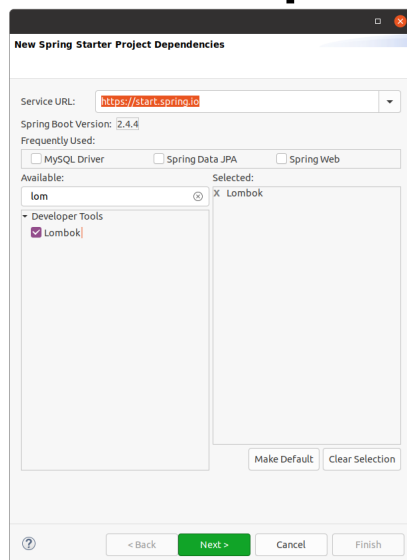 New Spring Starter Project Dependencies
Service URL: https://start.spring.io
Spring Boot Version: 2.4.4
Frequently Used:
MySQL Driver Spring Data JPA Spring Web
Available: Selected:
lom X Lombok
Developer Tools
Lombok
Make Default Clear Selection
? < Back Next > Cancel Finish